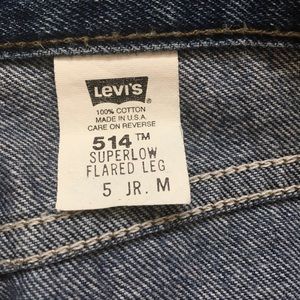 LEVI'S®
100% COTTON
MADE IN U.S.A.
CARE ON REVERSE
514™
SUPERLOW
FLARED LEG
5 JR. M